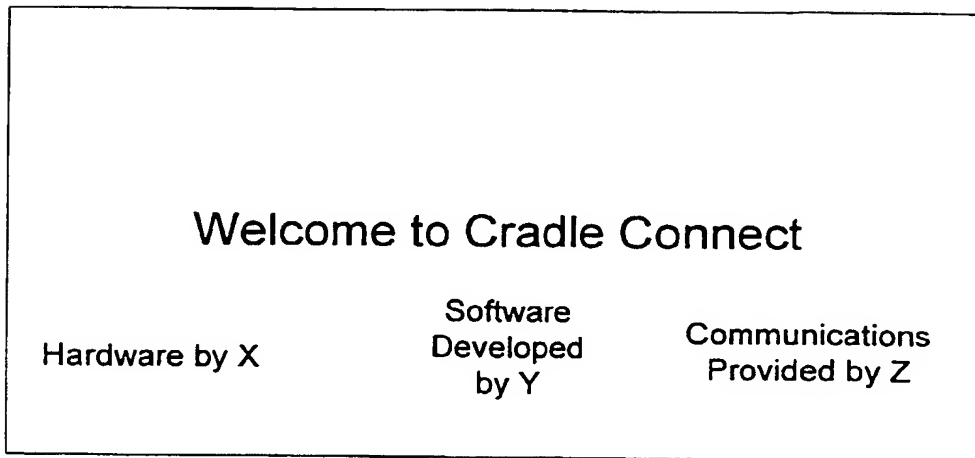 Welcome to Cradle Connect
Hardware by X
Software
Developed
by Y
Communications
Provided by Z